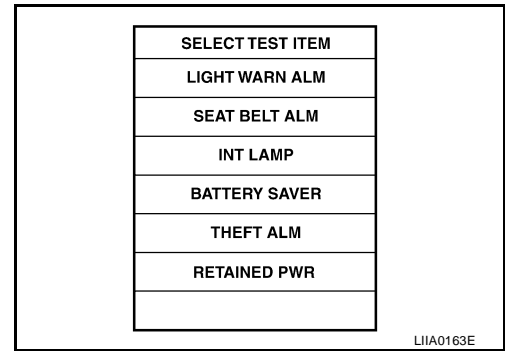 SELECT TEST ITEM
LIGHT WARN ALM
SEAT BELT ALM
INT LAMP
BATTERY SAVER
THEFT ALM
RETAINED PWR
LIIA0163E